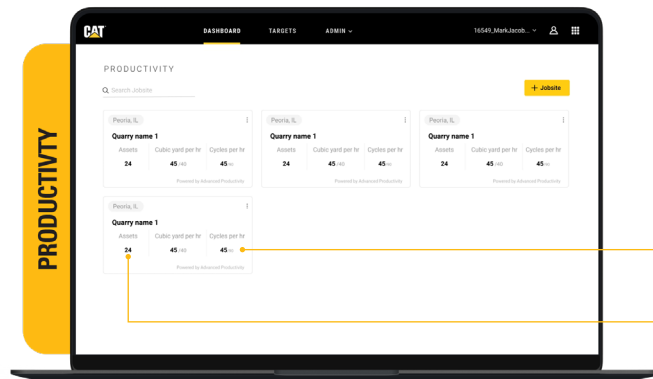 PRODUCTIVTY
CAT
DASHBOARD TARGETS ADMIN
16549_MarkJacob...
PRODUCTIVITY
Search Jobsite
+ Jobsite
Peoria, IL Peoria, IL Peoria, IL
Quarry name 1 Quarry name 1 Quarry name 1
Assets Cubic yard per hr Cycles per hr Assets Cubic yard per hr Cycles per hr Assets Cubic yard per hr Cycles per hr
24 45 /40 45 24 45 /40 45 24 45 /40 45
Powered by Advanced Productivity Powered by Advanced Productivity Powered by Advanced Productivity
Peoria, IL
Quarry name 1
Assets Cubic yard per hr Cycles per hr
24 45 /40 45
Powered by Advanced Productivity